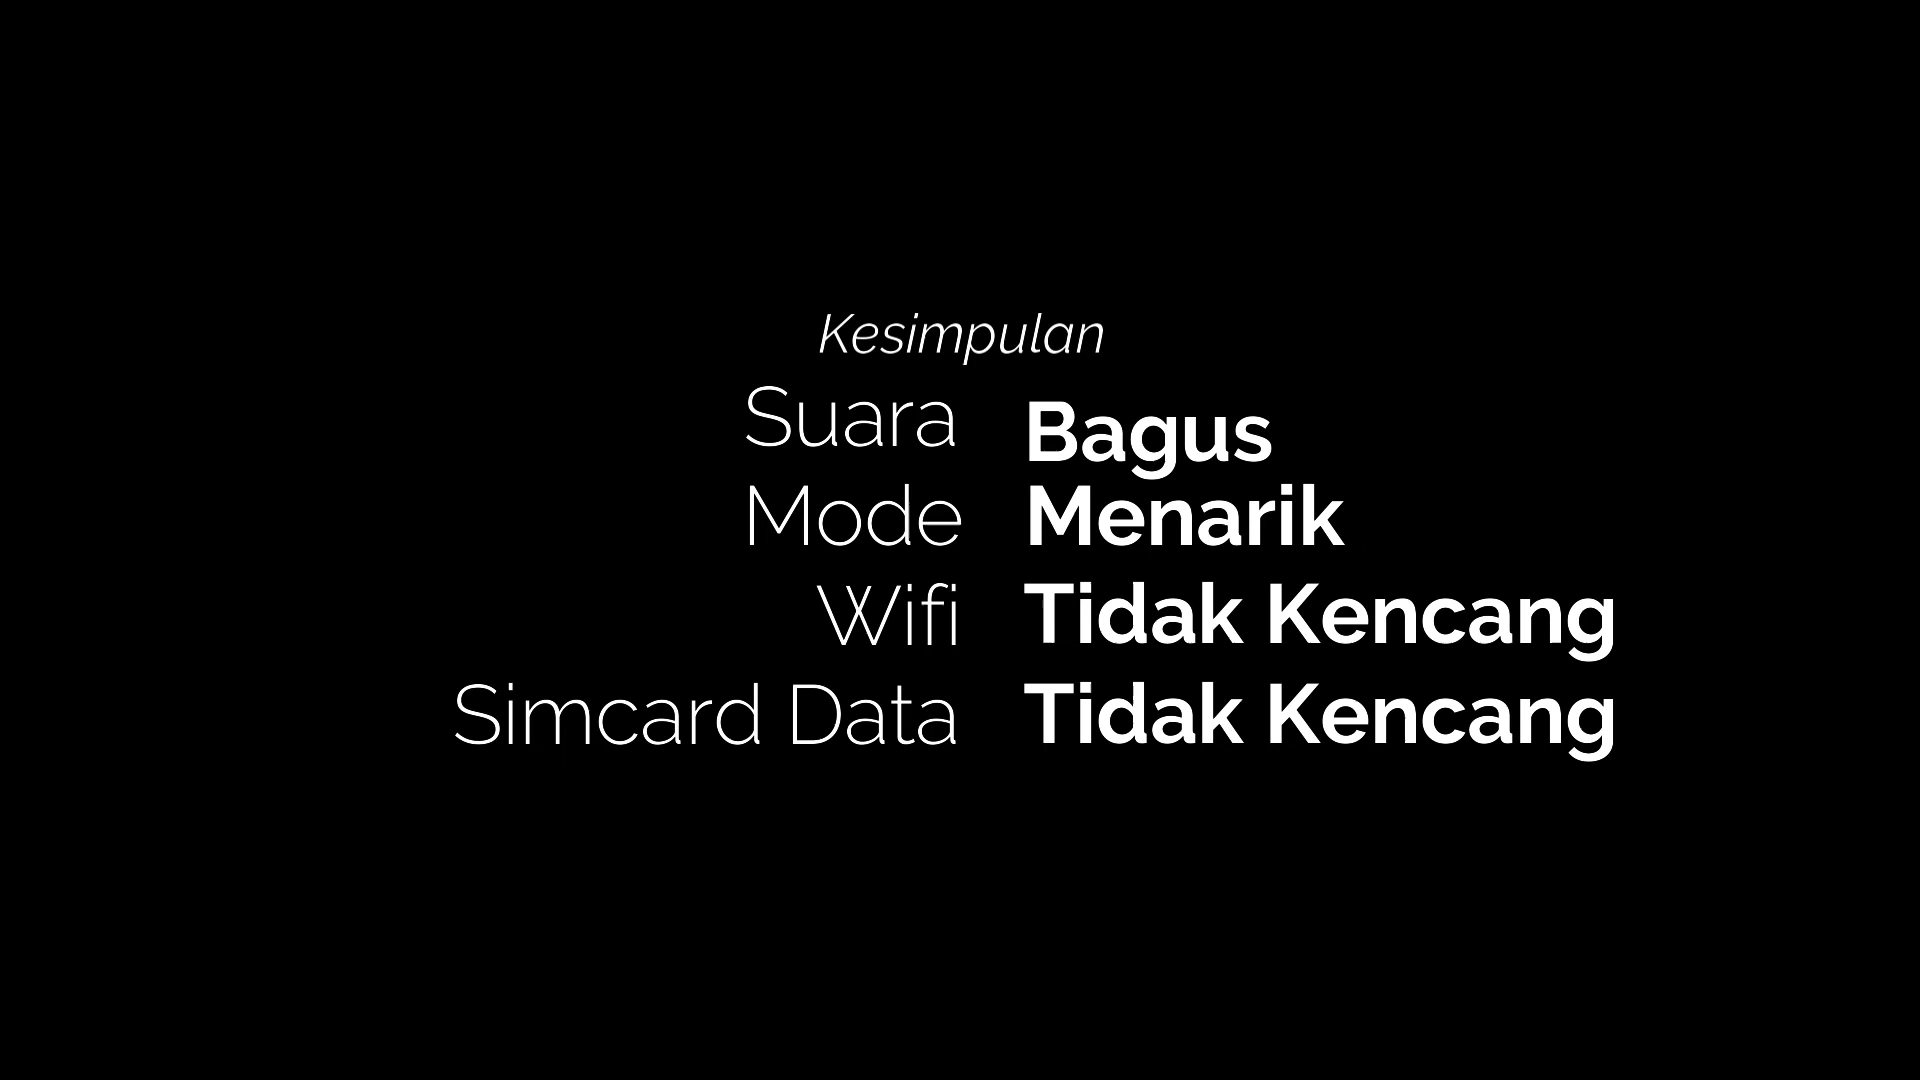 Kesimpulan
Suara Bagus
Mode Menarik
Wifi Tidak Kencang
Simcard Data Tidak Kencang